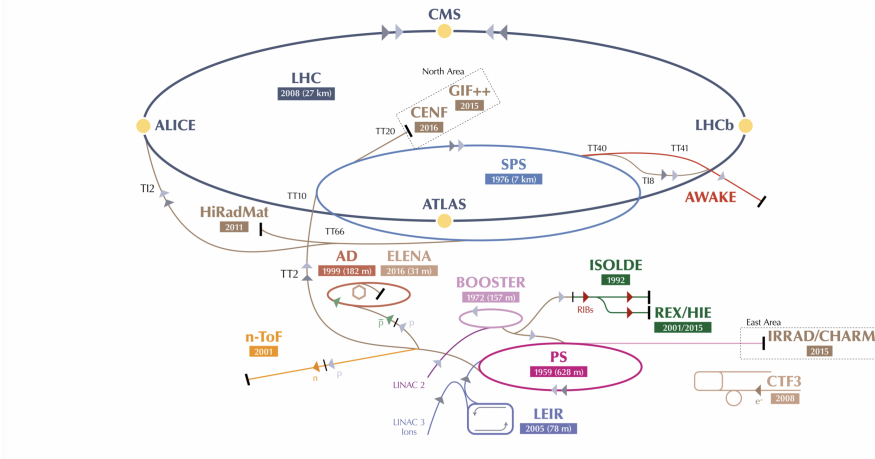 CMS
North Area
LHC
2008 (27 km)
GIF++
2015
CENF
2016
ALICE
LHCb
TT20
TT40
TT41
SPS
1976 (7 km)
TI8
TI2
TT10
AWAKE
ATLAS
HiRadMat
2011
TT66
AD
1999 (182 m)
ELENA
2016 (31 m)
TT2
ISOLDE
1992
BOOSTER
1972 (157 m)
RIBs
REX/HIE
2001/2015
p̅
p
East Area
n-ToF
2001
IRRAD/CHARM
2015
PS
1959 (628 m)
n
p
LINAC 2
CTF3
2008
e⁻
LINAC 3
Ions
LEIR
2005 (78 m)